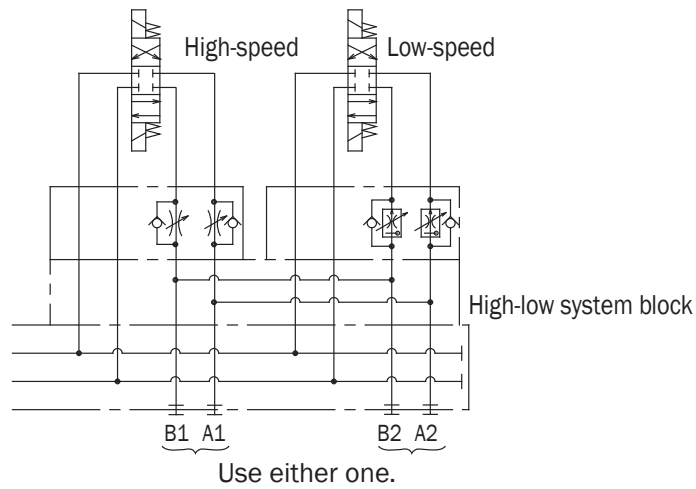 High-speed
Low-speed
High-low system block
B1 A1
B2 A2
Use either one.